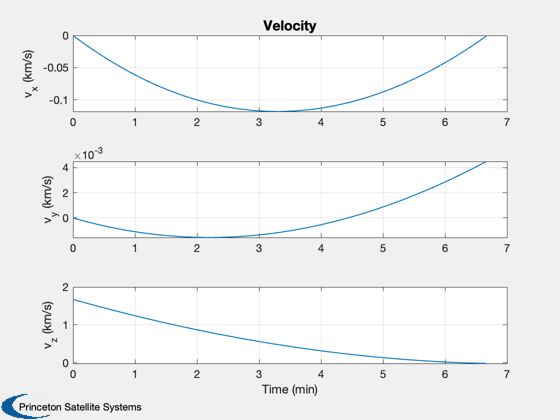 Velocity
v_x (km/s)
0
-0.05
-0.1
0 1 2 3 4 5 6 7
×10^-3
v_y (km/s)
4
2
0
0 1 2 3 4 5 6 7
v_z (km/s)
2
1
0
0 1 2 3 4 5 6 7
Time (min)
Princeton Satellite Systems